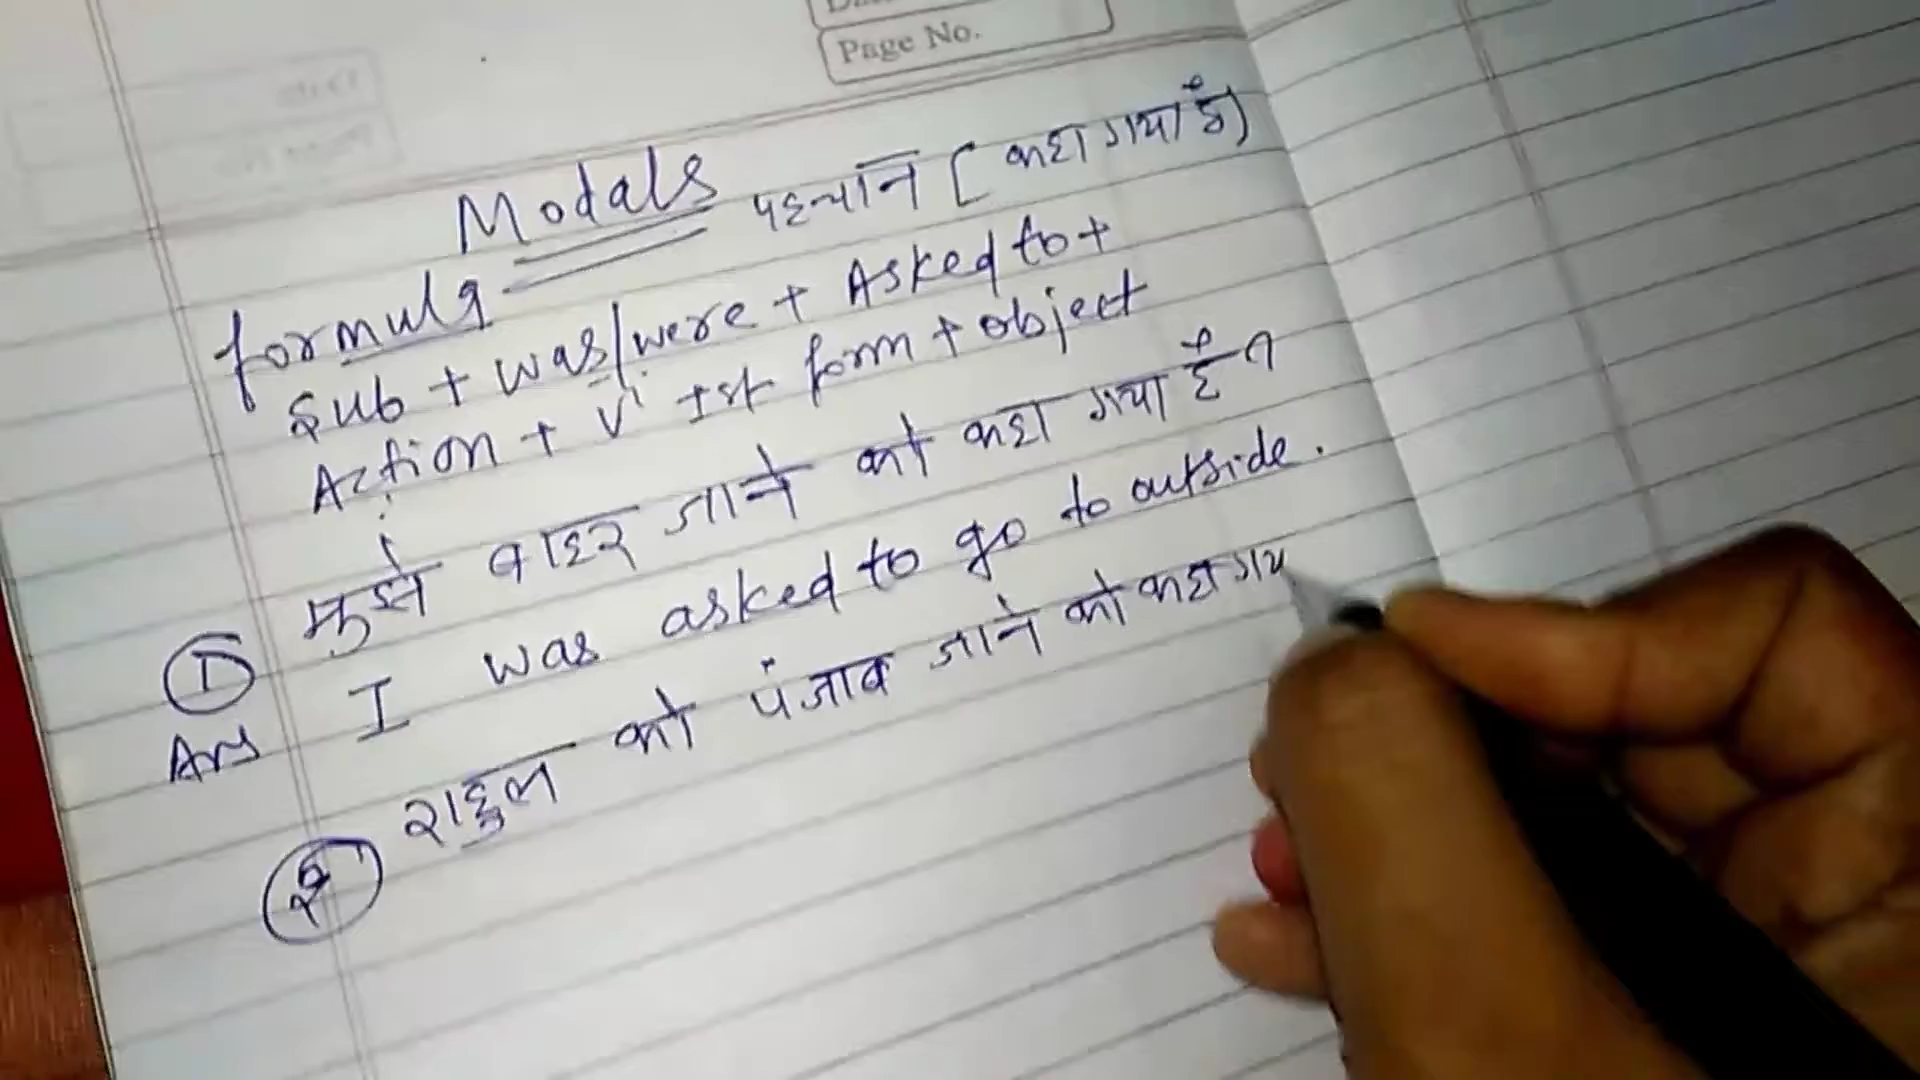 Page No.
Modals पहचान [कहा गया है)
formula
Sub + was/were + Asked to +
Action + V¹ Ist form + object
① मुझे बाहर जाने को कहा गया है।
Ans I was asked to go to outside.
② राहुल को पंजाब जाने को कहा गय